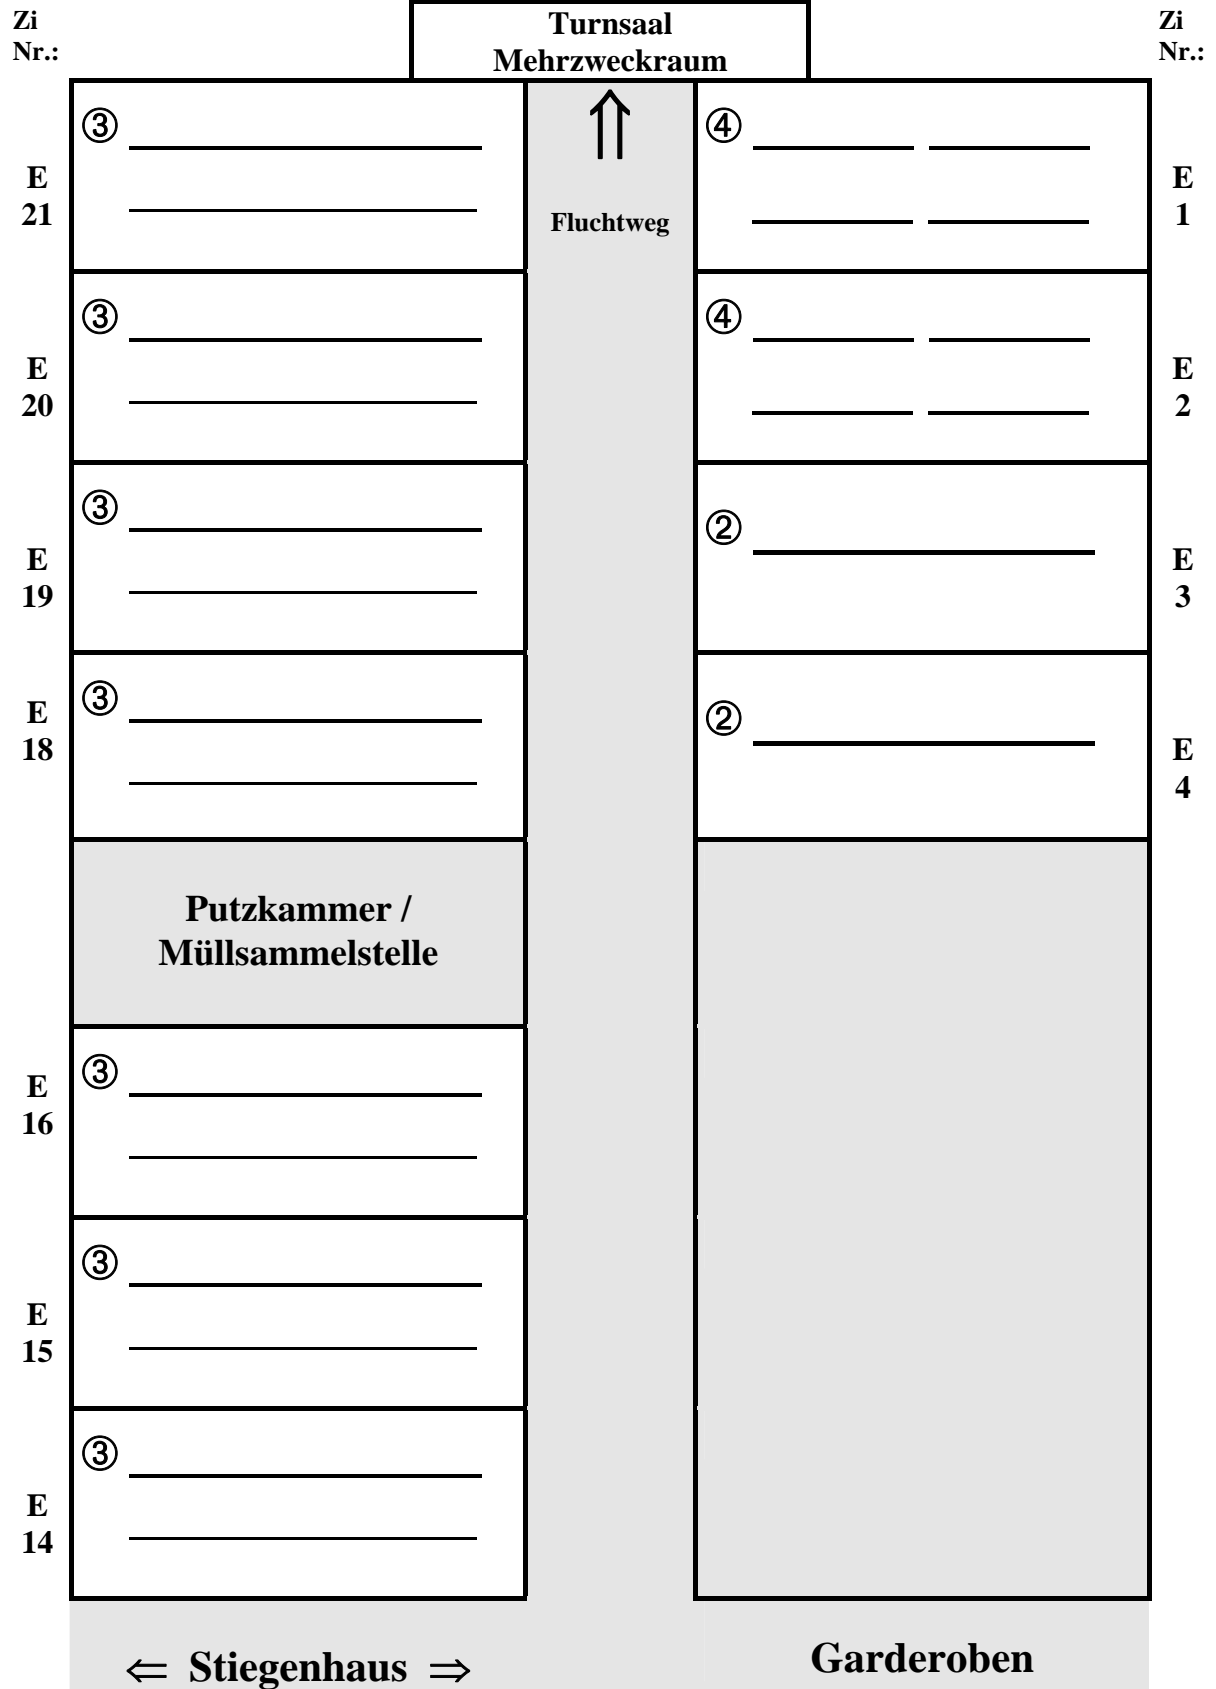 Zi
Nr.:
Turnsaal
Mehrzweckraum
Zi
Nr.:
E
21
③
⇑
Fluchtweg
④
E
1
E
20
③
④
E
2
E
19
③
②
E
3
E
18
③
②
E
4
Putzkammer /
Müllsammelstelle
E
16
③
E
15
③
E
14
③
⇐ Stiegenhaus ⇒
Garderoben